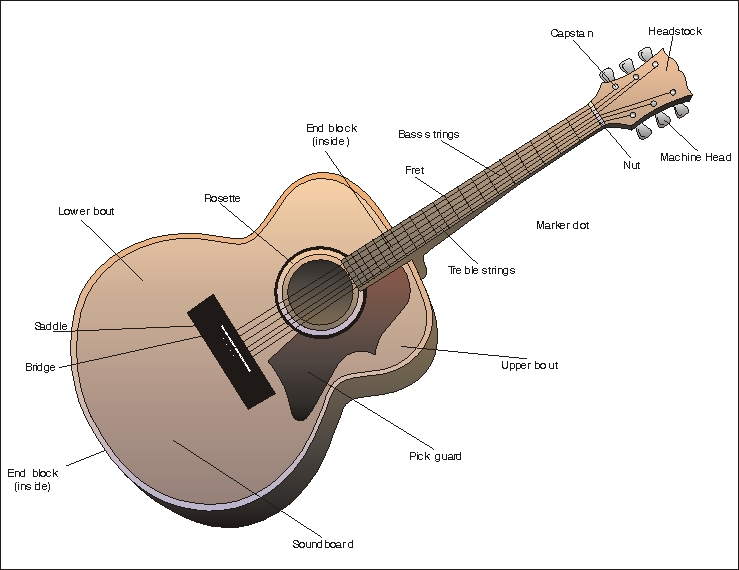 Capstan
Headstock
End block
(inside)
Bass strings
Nut
Machine Head
Fret
Rosette
Lower bout
Marker dot
Treble strings
Saddle
Bridge
Upper bout
Pick guard
End block
(inside)
Soundboard